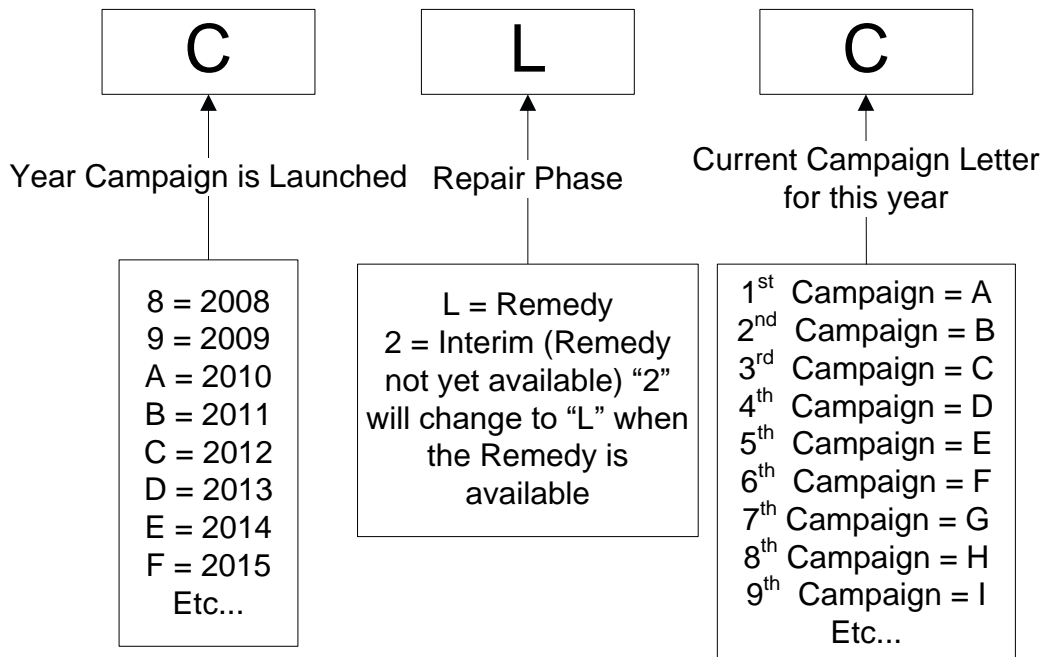 C
L
C
Year Campaign is Launched
Repair Phase
Current Campaign Letter
for this year
8 = 2008
9 = 2009
A = 2010
B = 2011
C = 2012
D = 2013
E = 2014
F = 2015
Etc...
L = Remedy
2 = Interim (Remedy
not yet available) “2”
will change to “L” when
the Remedy is
available
1st Campaign = A
2nd Campaign = B
3rd Campaign = C
4th Campaign = D
5th Campaign = E
6th Campaign = F
7th Campaign = G
8th Campaign = H
9th Campaign = I
Etc...